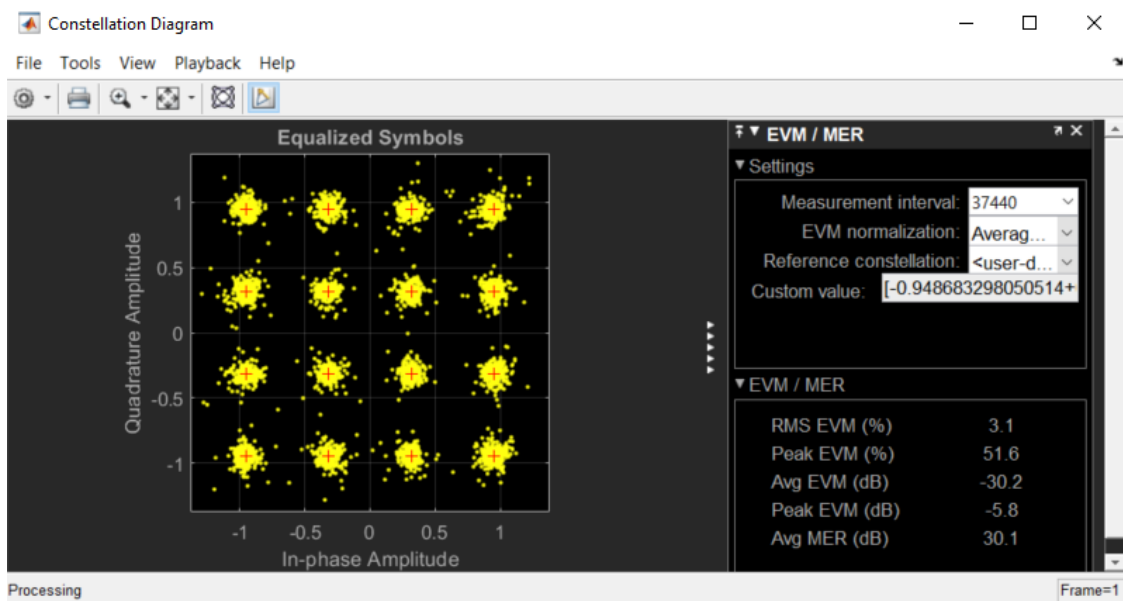 Constellation Diagram
File Tools View Playback Help
Equalized Symbols
Quadrature Amplitude
1
0.5
0
-0.5
-1
-1 -0.5 0 0.5 1
In-phase Amplitude
EVM / MER
Settings
Measurement interval: 37440
EVM normalization: Averag...
Reference constellation: <user-d...
Custom value: [-0.948683298050514+
EVM / MER
RMS EVM (%) 3.1
Peak EVM (%) 51.6
Avg EVM (dB) -30.2
Peak EVM (dB) -5.8
Avg MER (dB) 30.1
Processing Frame=1